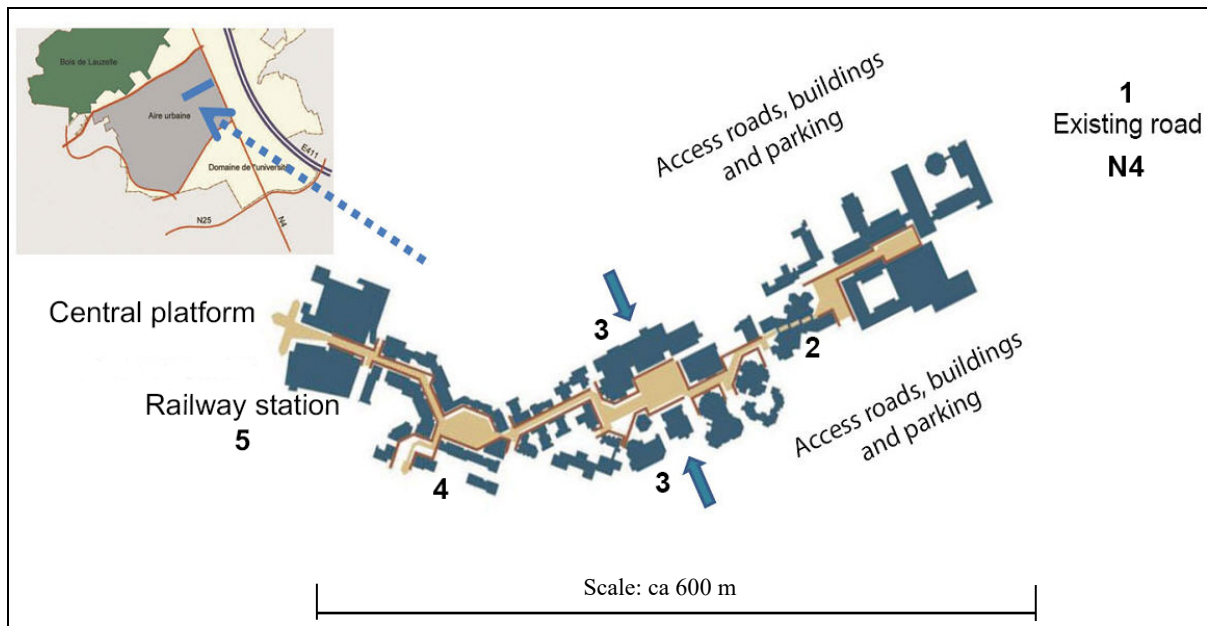 Bois de Lauzelle
Aire urbaine
Domaine de l'université
E411
N25
N4
Access roads, buildings
and parking
1
Existing road
N4
Central platform
3
2
Railway station
5
Access roads, buildings
and parking
4
3
Scale: ca 600 m